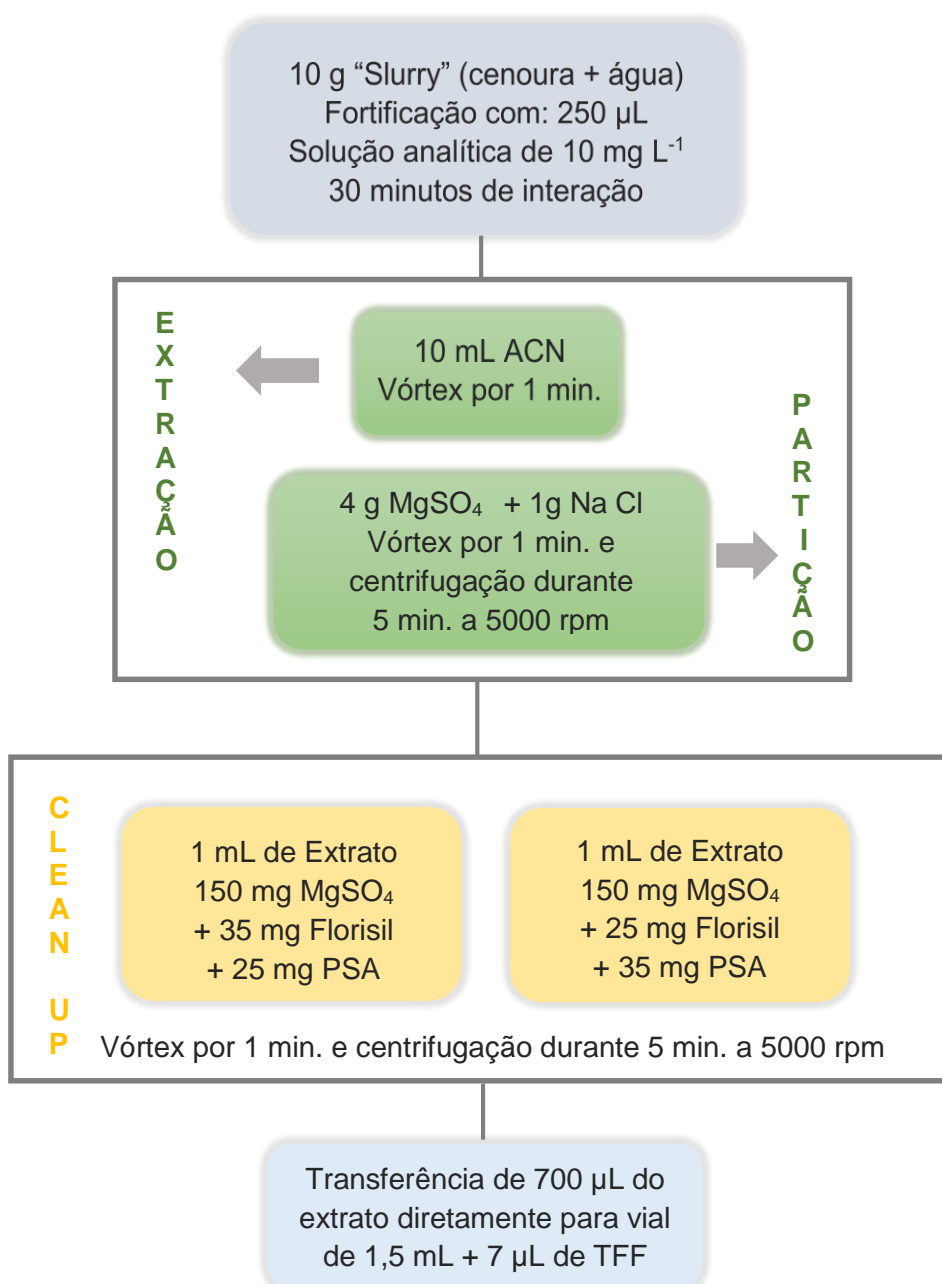 10 g “Slurry” (cenoura + água)
Fortificação com: 250 µL
Solução analítica de 10 mg L⁻¹
30 minutos de interação
EXTRAÇÃO
10 mL ACN
Vórtex por 1 min.
PARTIÇÃO
4 g MgSO₄ + 1g Na Cl
Vórtex por 1 min. e
centrifugação durante
5 min. a 5000 rpm
CLEAN UP
1 mL de Extrato
150 mg MgSO₄
+ 35 mg Florisil
+ 25 mg PSA
1 mL de Extrato
150 mg MgSO₄
+ 25 mg Florisil
+ 35 mg PSA
Vórtex por 1 min. e centrifugação durante 5 min. a 5000 rpm
Transferência de 700 µL do
extrato diretamente para vial
de 1,5 mL + 7 µL de TFF